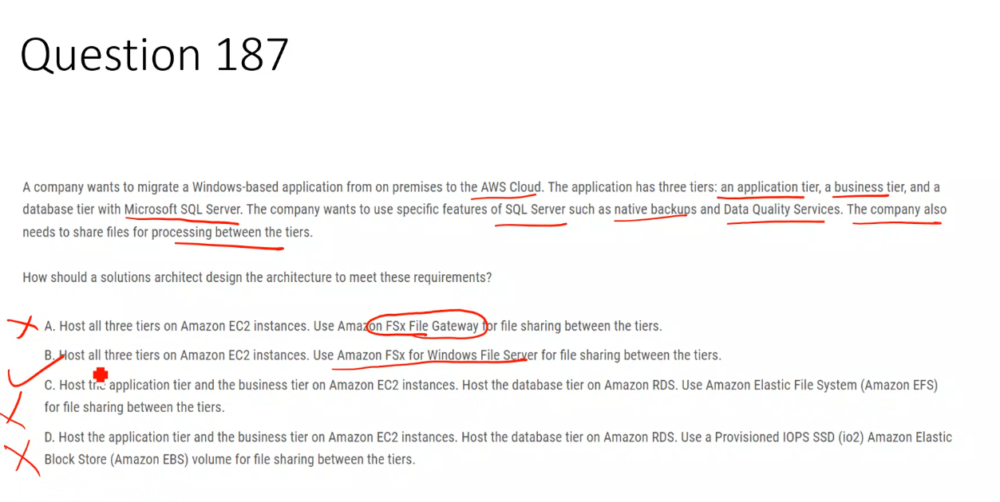 Question 187
A company wants to migrate a Windows-based application from on premises to the AWS Cloud. The application has three tiers: an application tier, a business tier, and a
database tier with Microsoft SQL Server. The company wants to use specific features of SQL Server such as native backups and Data Quality Services. The company also
needs to share files for processing between the tiers.
How should a solutions architect design the architecture to meet these requirements?
A. Host all three tiers on Amazon EC2 instances. Use Amazon FSx File Gateway for file sharing between the tiers.
B. Host all three tiers on Amazon EC2 instances. Use Amazon FSx for Windows File Server for file sharing between the tiers.
C. Host the application tier and the business tier on Amazon EC2 instances. Host the database tier on Amazon RDS. Use Amazon Elastic File System (Amazon EFS)
for file sharing between the tiers.
D. Host the application tier and the business tier on Amazon EC2 instances. Host the database tier on Amazon RDS. Use a Provisioned IOPS SSD (io2) Amazon Elastic
Block Store (Amazon EBS) volume for file sharing between the tiers.